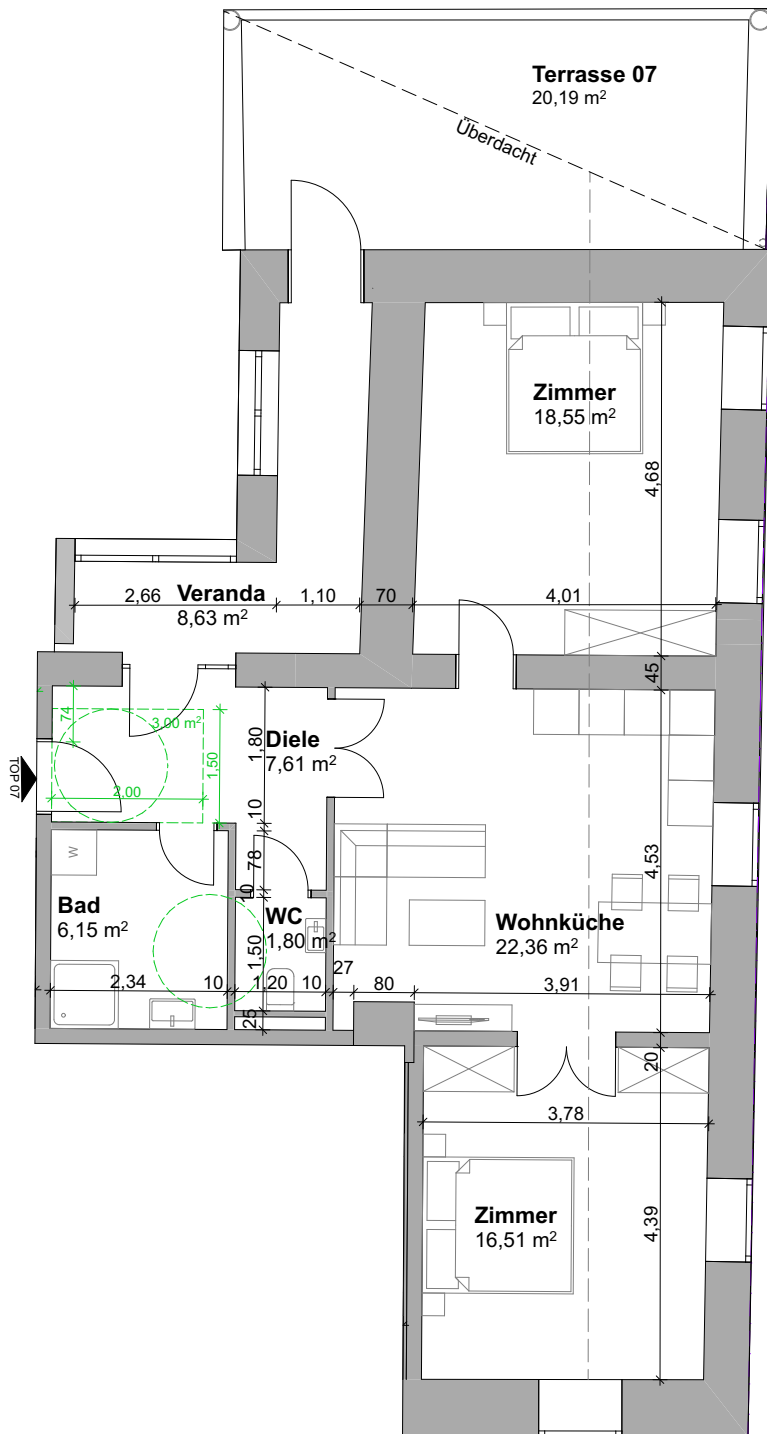 Terrasse 07
20,19 m²
Überdacht
Zimmer
18,55 m²
4,68
2,66
Veranda
8,63 m²
1,10
70
4,01
45
74
3,00 m²
1,80
Diele
7,61 m²
1,50
2,00
TOP 07
10
78
W
4,53
10
Bad
6,15 m²
WC
1,80 m²
1,50
Wohnküche
22,36 m²
27
2,34
10
1,20
10
80
3,91
25
20
3,78
Zimmer
16,51 m²
4,39